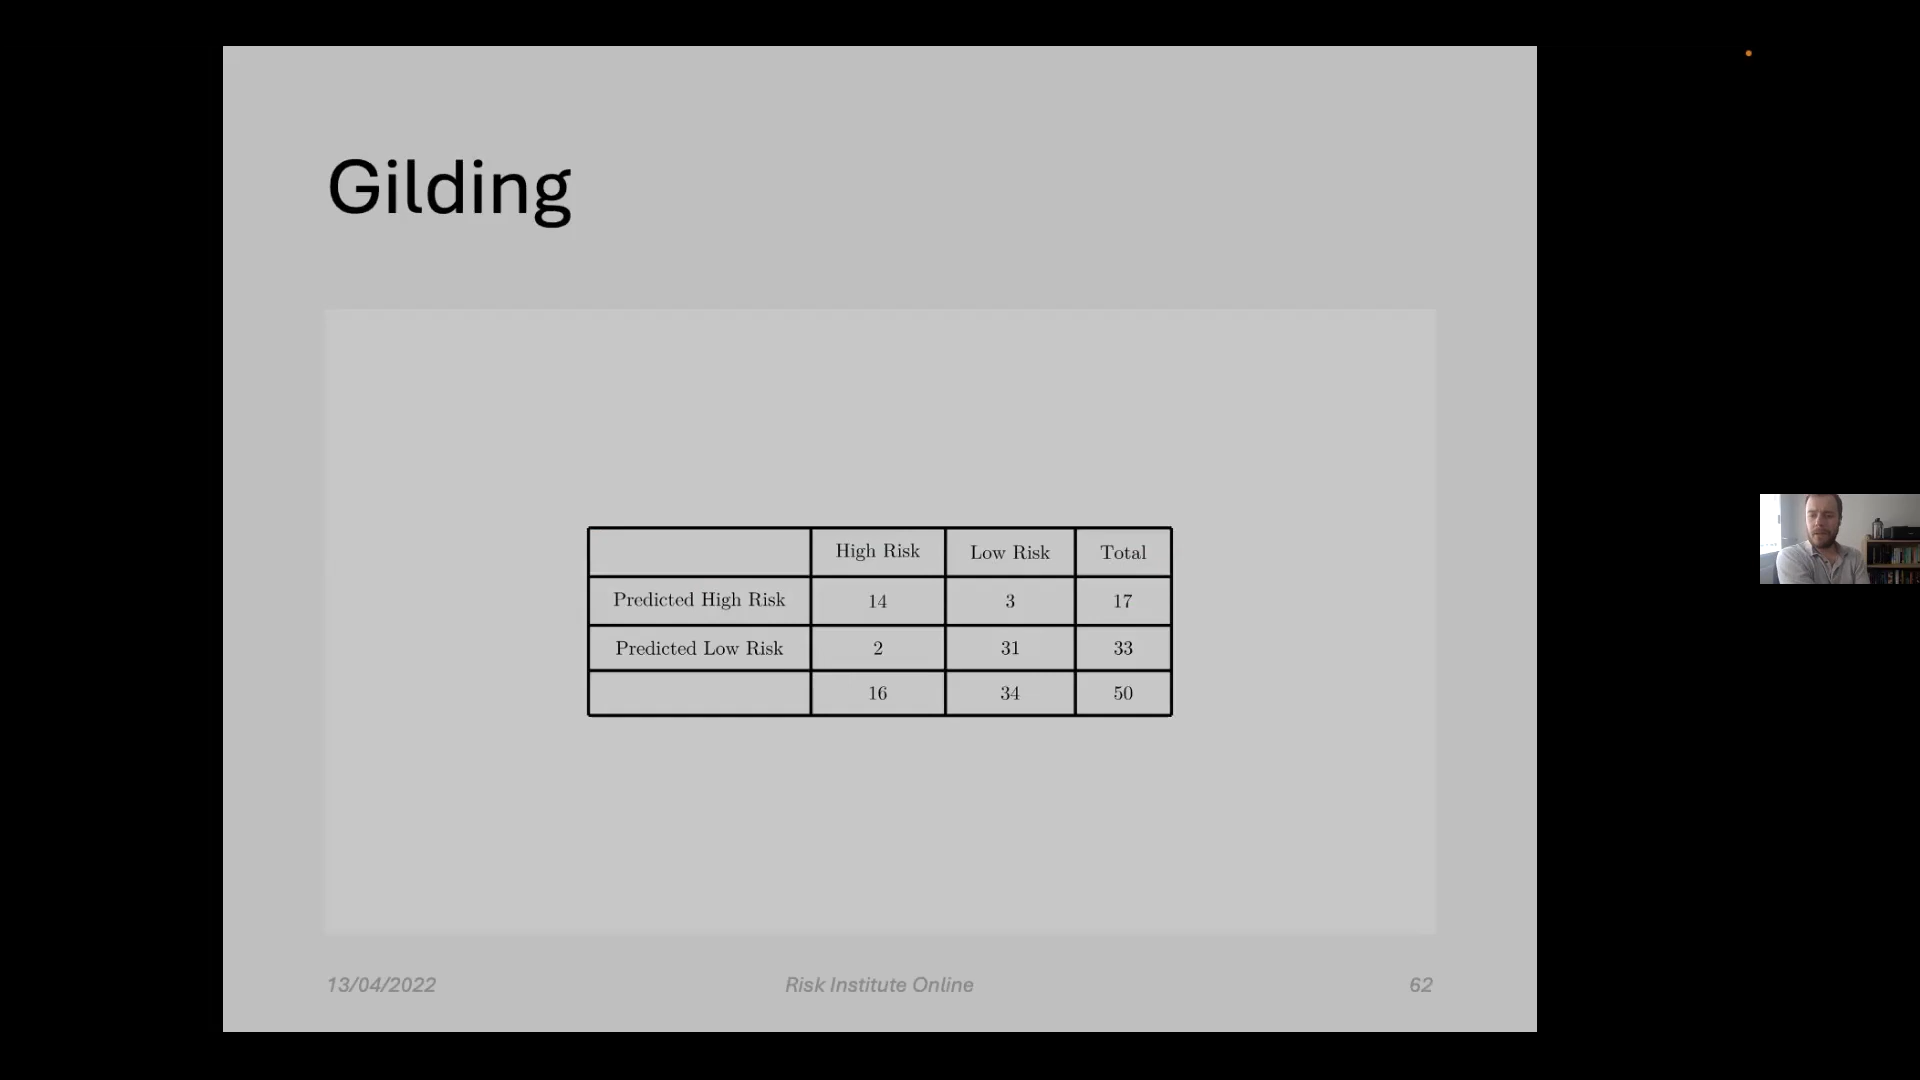 Gilding
High Risk Low Risk Total
Predicted High Risk 14 3 17
Predicted Low Risk 2 31 33
16 34 50
13/04/2022 Risk Institute Online 62